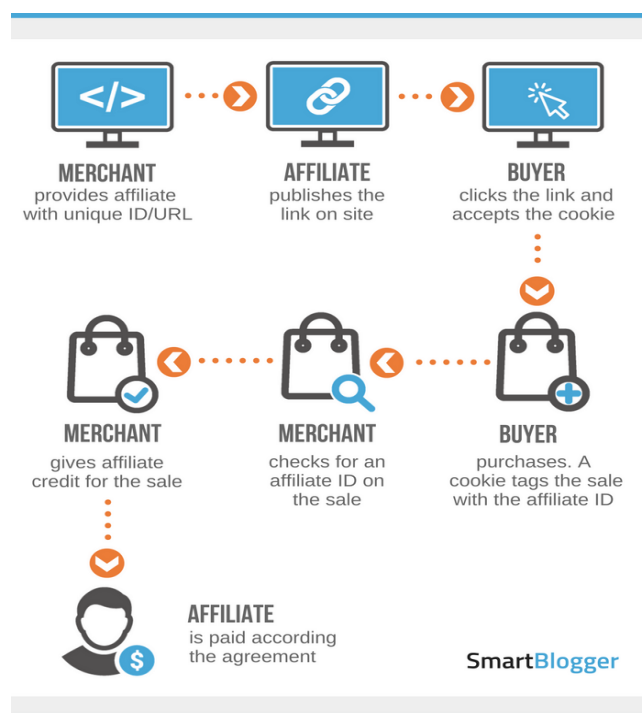 </>
MERCHANT
provides affiliate
with unique ID/URL
AFFILIATE
publishes the
link on site
BUYER
clicks the link and
accepts the cookie
BUYER
purchases. A
cookie tags the sale
with the affiliate ID
MERCHANT
checks for an
affiliate ID on
the sale
MERCHANT
gives affiliate
credit for the sale
$
AFFILIATE
is paid according
the agreement
SmartBlogger